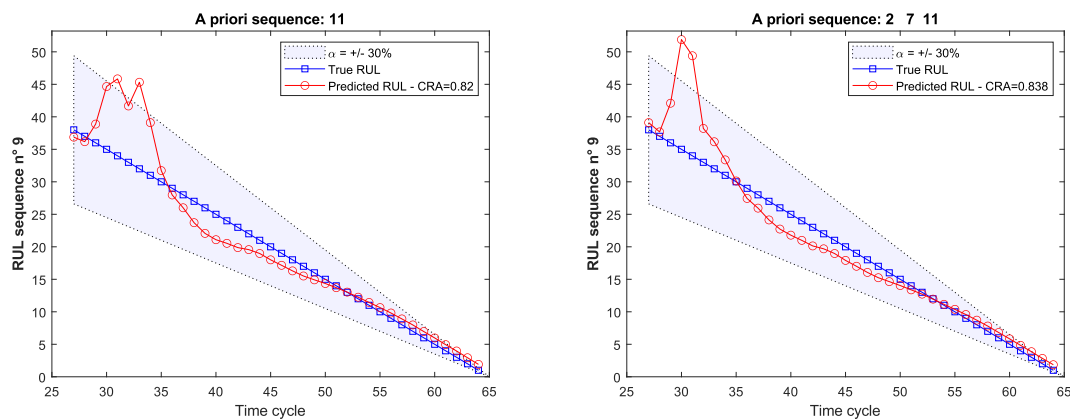 A priori sequence: 11
RUL sequence n° 9
50
45
40
35
30
25
20
15
10
5
0
α = +/- 30%
True RUL
Predicted RUL - CRA=0.82
25 30 35 40 45 50 55 60 65
Time cycle
A priori sequence: 2 7 11
RUL sequence n° 9
50
45
40
35
30
25
20
15
10
5
0
α = +/- 30%
True RUL
Predicted RUL - CRA=0.838
25 30 35 40 45 50 55 60 65
Time cycle